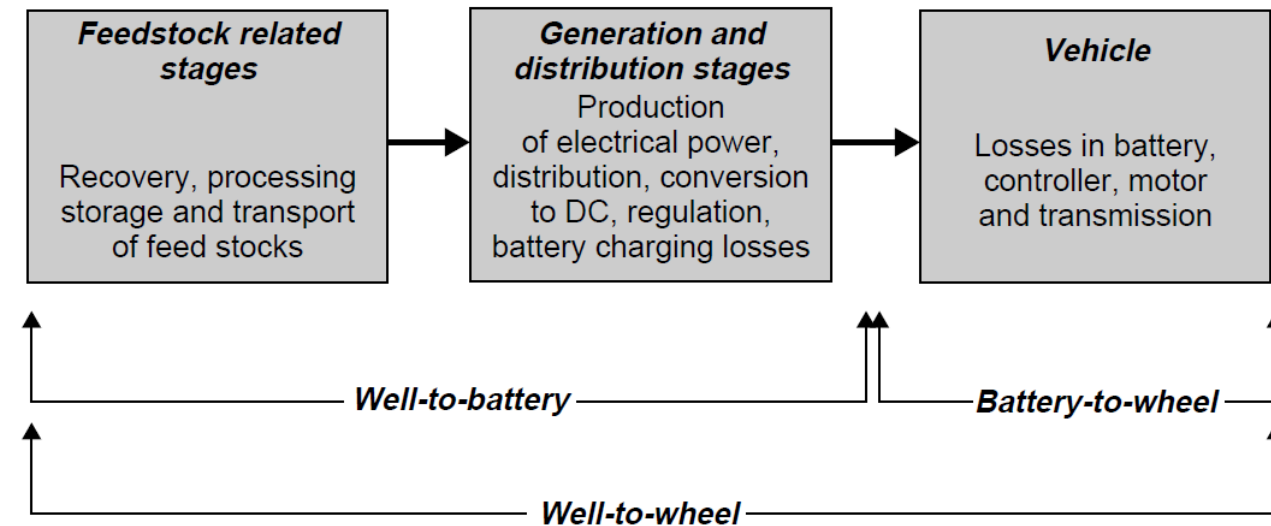 Feedstock related
stages
Recovery, processing
storage and transport
of feed stocks
Generation and
distribution stages
Production
of electrical power,
distribution, conversion
to DC, regulation,
battery charging losses
Vehicle
Losses in battery,
controller, motor
and transmission
Well-to-battery
Battery-to-wheel
Well-to-wheel